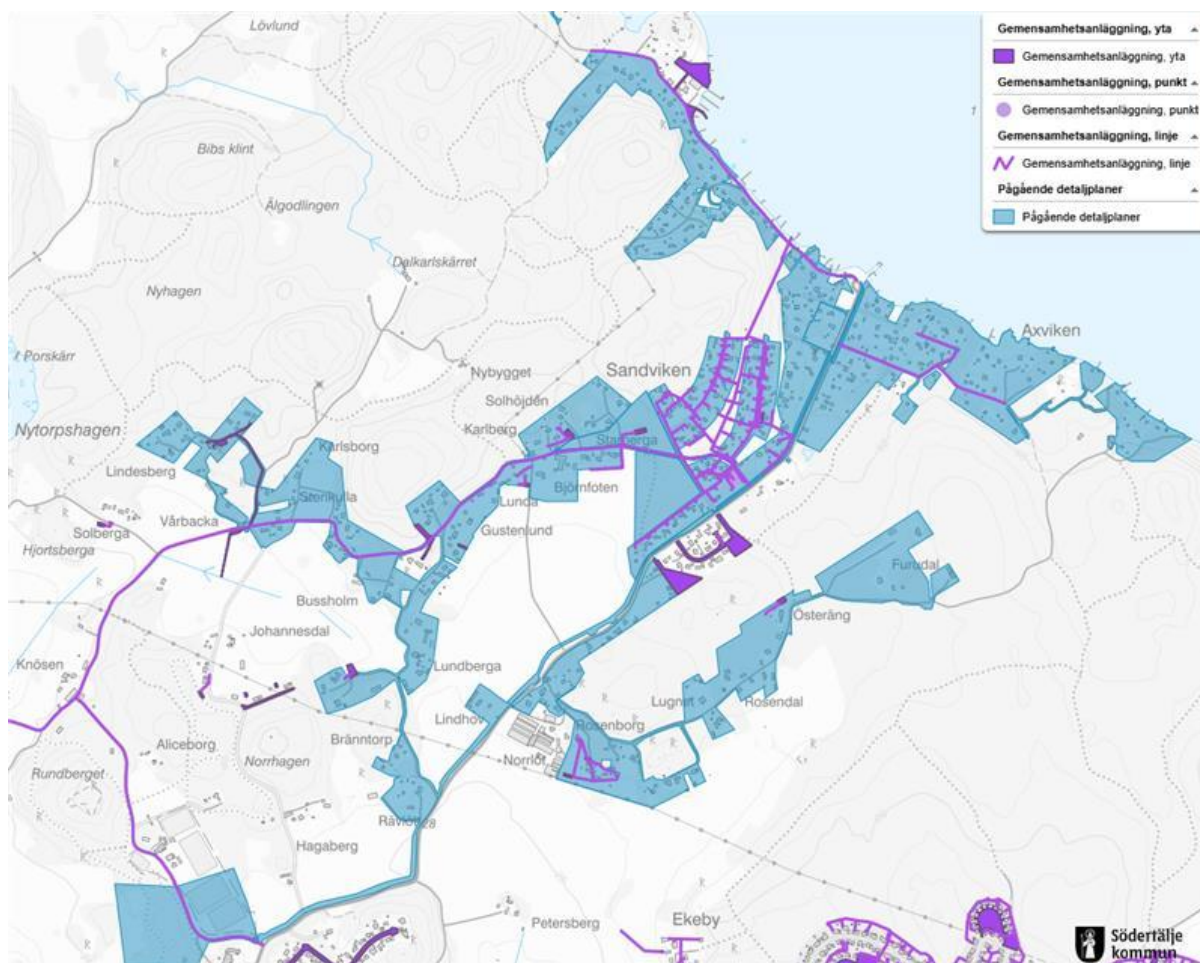 Lövlund
Gemensamhetsanläggning, yta
Gemensamhetsanläggning, yta
Gemensamhetsanläggning, punkt
Gemensamhetsanläggning, punkt
Gemensamhetsanläggning, linje
Gemensamhetsanläggning, linje
Pågående detaljplaner
Pågående detaljplaner
Bibs klint
Älgodlingen
Dalkarlskärret
Nyhagen
Porskärr
Axviken
Nybygget
Sandviken
Solhöjden
Nytorpshagen
Karlberg
Karlsborg
Lindesberg
Björnfoten
Stenkulla
Lunda
Vårbacka
Gustenlund
Solberga
Hjortsberga
Furudal
Bussholm
Österäng
Johannesdal
Knösen
Lundberga
Lugnet
Rosendal
Lindhov
Rosenborg
Bränntorp
Aliceborg
Norrhagen
Norrlöt
Rundberget
Hagaberg
Petersberg
Ekeby
Södertälje
kommun